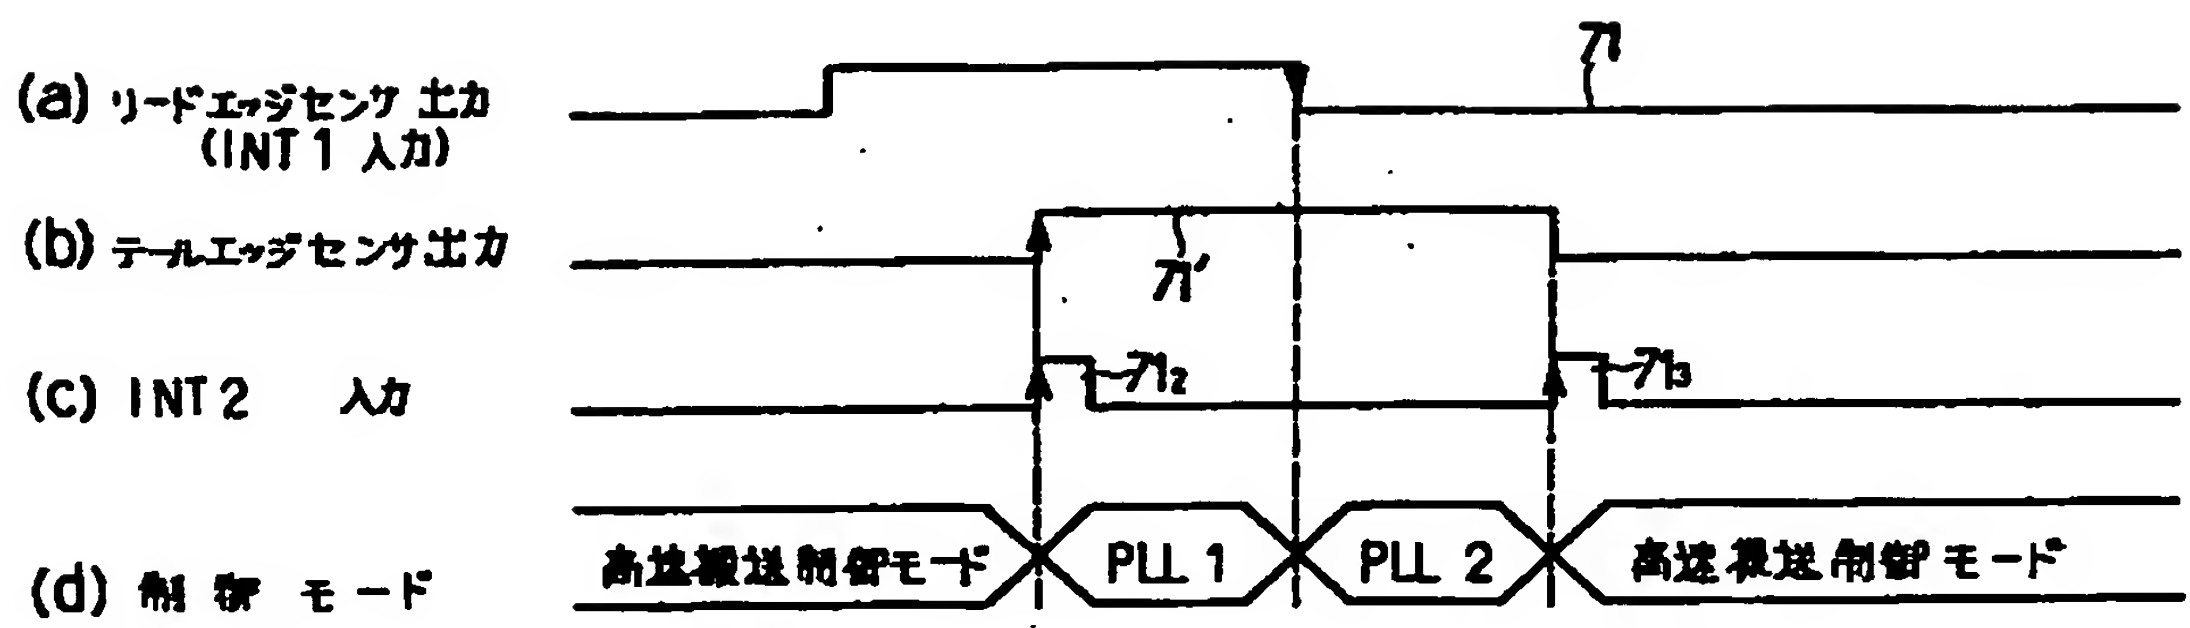 71
(a) リードエッジセンサ 出力
(INT 1 入力)
(b) テールエッジセンサ出力
71'
(c) INT 2 入力
71₂
71₃
(d) 制御 モード
高速搬送制御モード
PLL 1
PLL 2
高速搬送制御モード